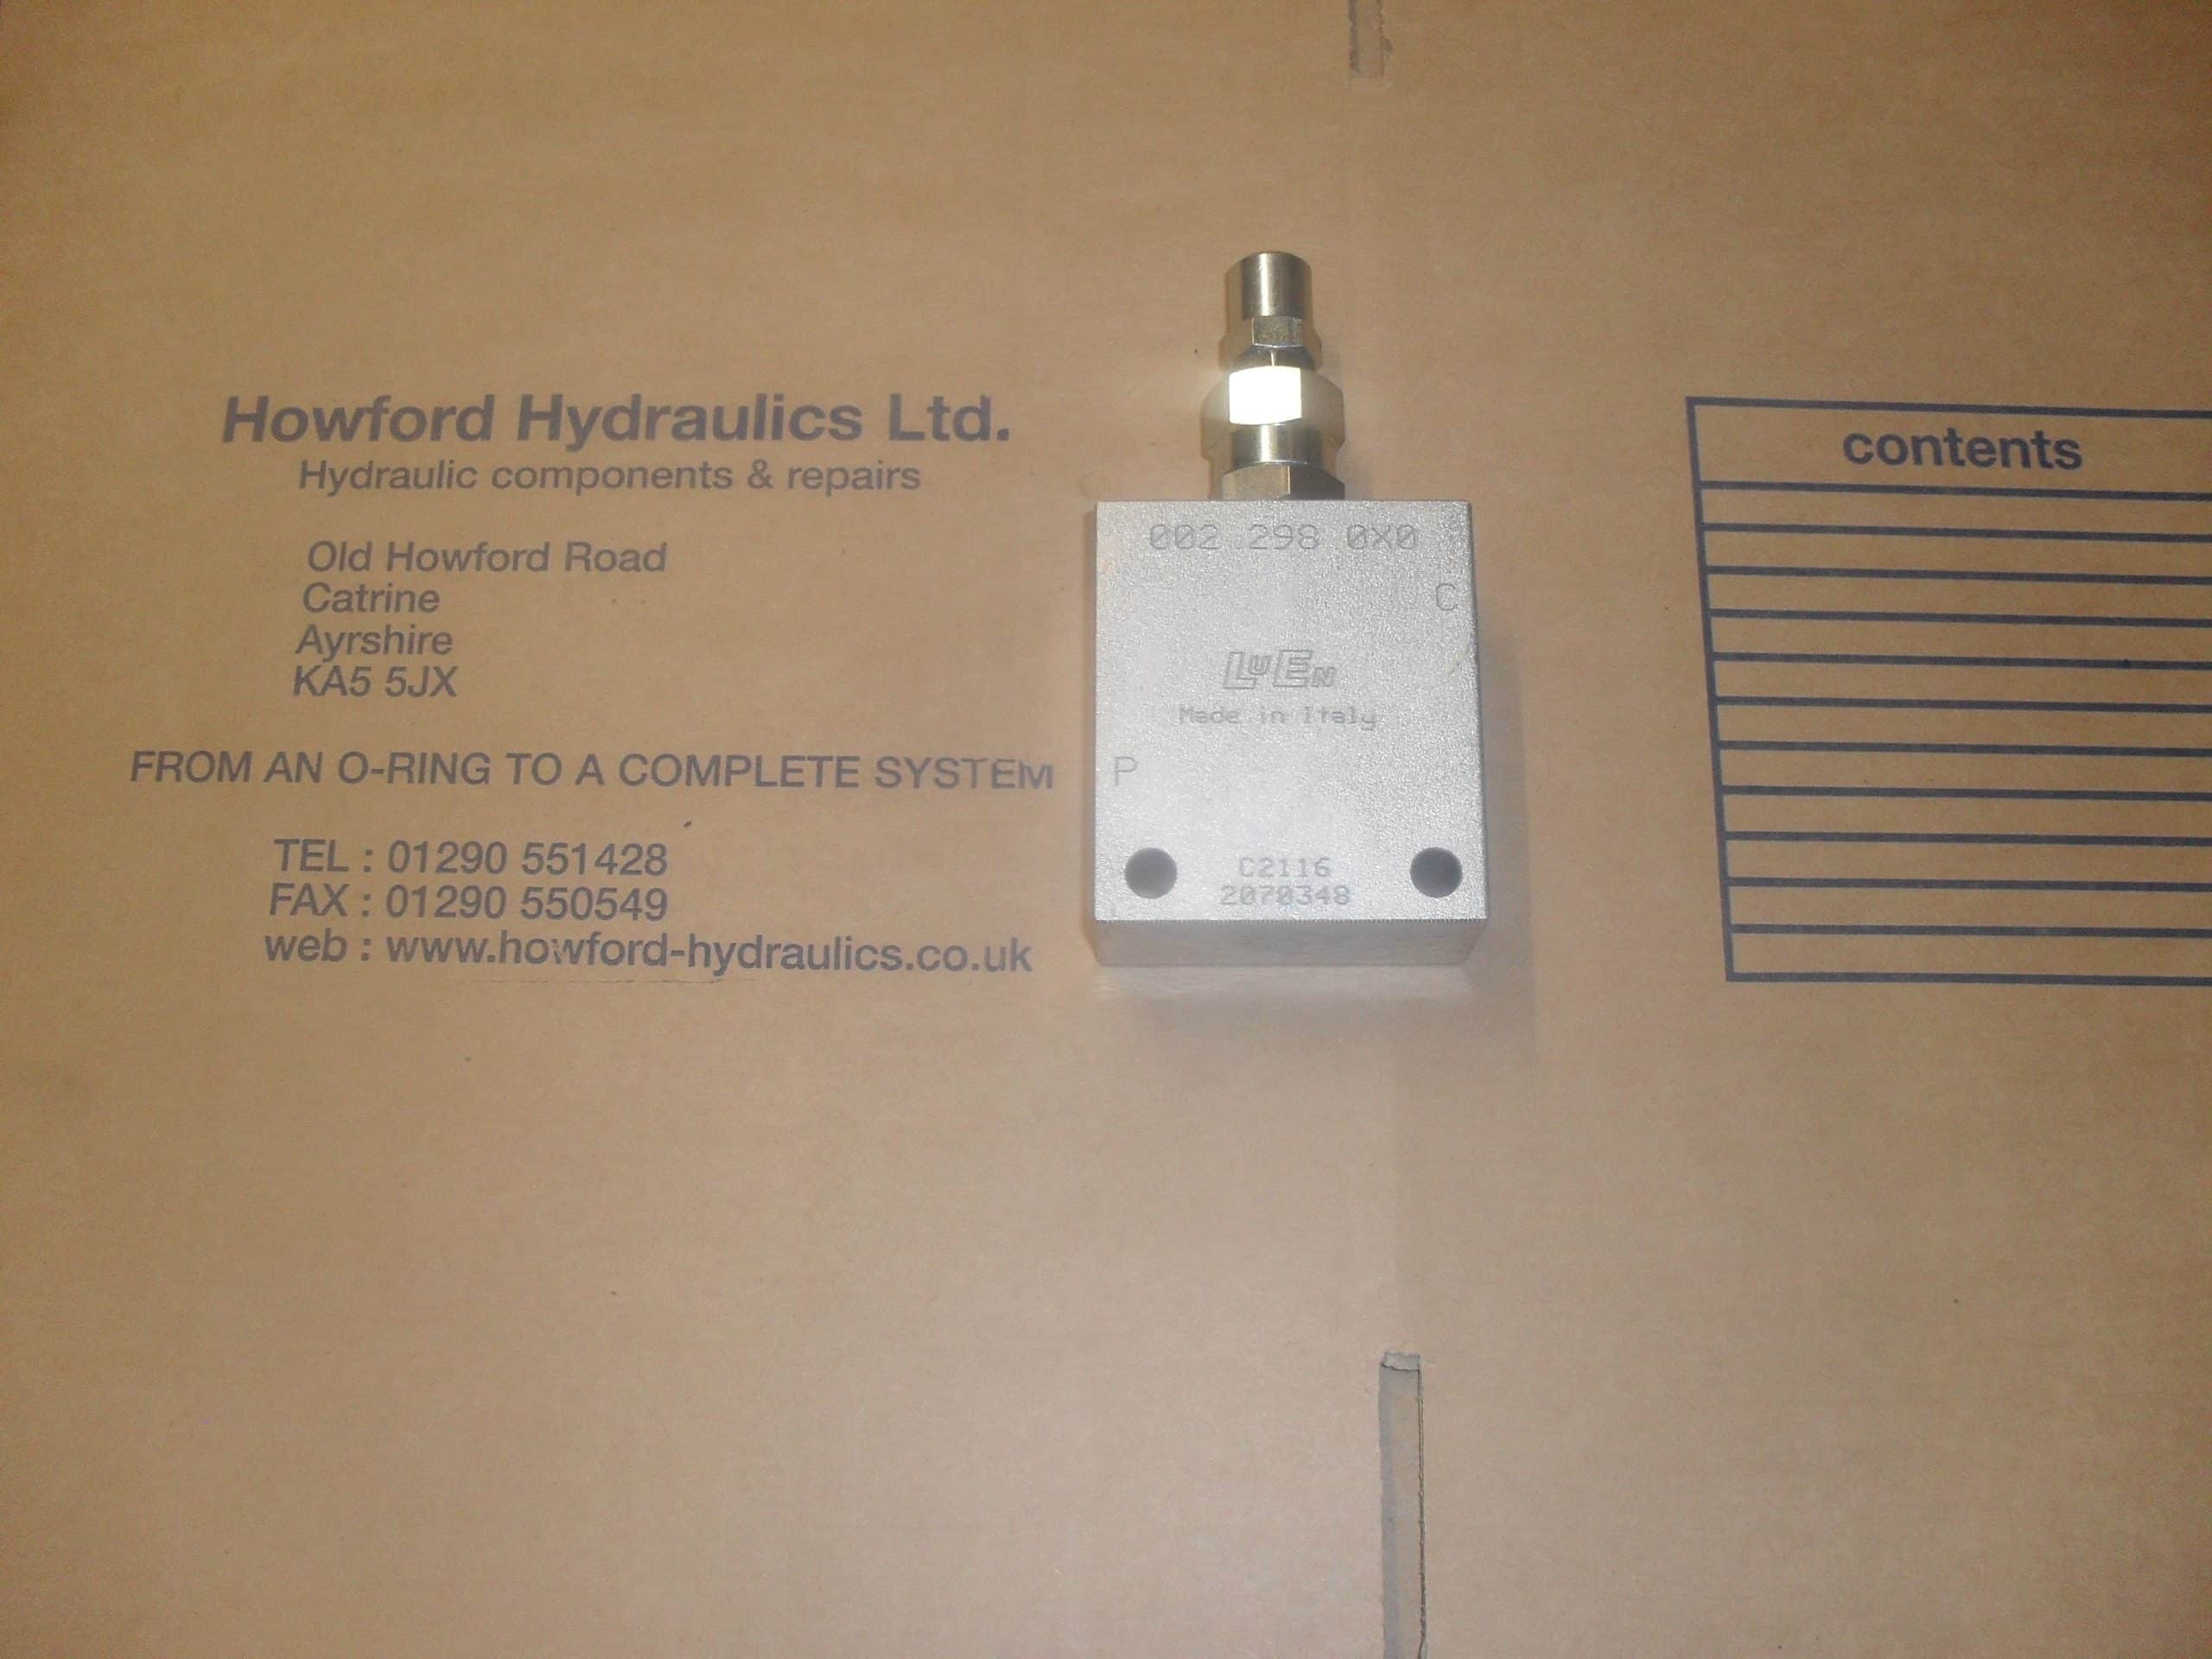 Howford Hydraulics Ltd.
Hydraulic components & repairs
Old Howford Road
Catrine
Ayrshire
KA5 5JX
FROM AN O-RING TO A COMPLETE SYSTEM
TEL : 01290 551428
FAX : 01290 550549
web : www.howford-hydraulics.co.uk
002 298 0X0
C
LuEn
Made in Italy
P
C2116
2070348
contents